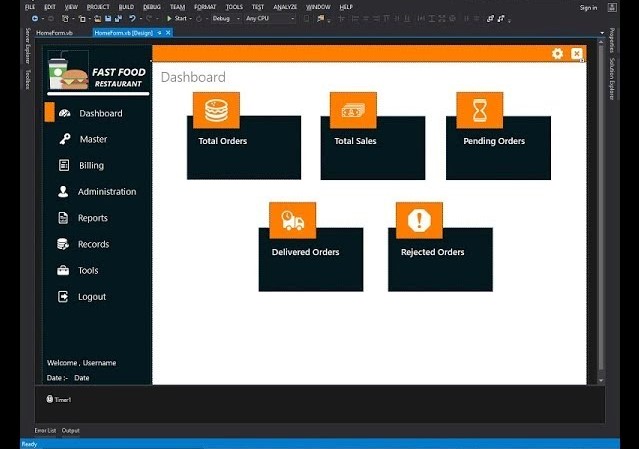 FILE EDIT VIEW PROJECT BUILD DEBUG TEAM FORMAT TOOLS TEST ANALYZE WINDOW HELP
Sign in
Start Debug Any CPU
HomeForm.vb HomeForm.vb [Design]
Server Explorer
Toolbox
FAST FOOD
RESTAURANT
Dashboard
Master
Billing
Administration
Reports
Records
Tools
Logout
Welcome , Username
Date :- Date
Dashboard
Total Orders
Total Sales
Pending Orders
Delivered Orders
Rejected Orders
Properties
Solution Explorer
Timer1
Error List Output
Ready